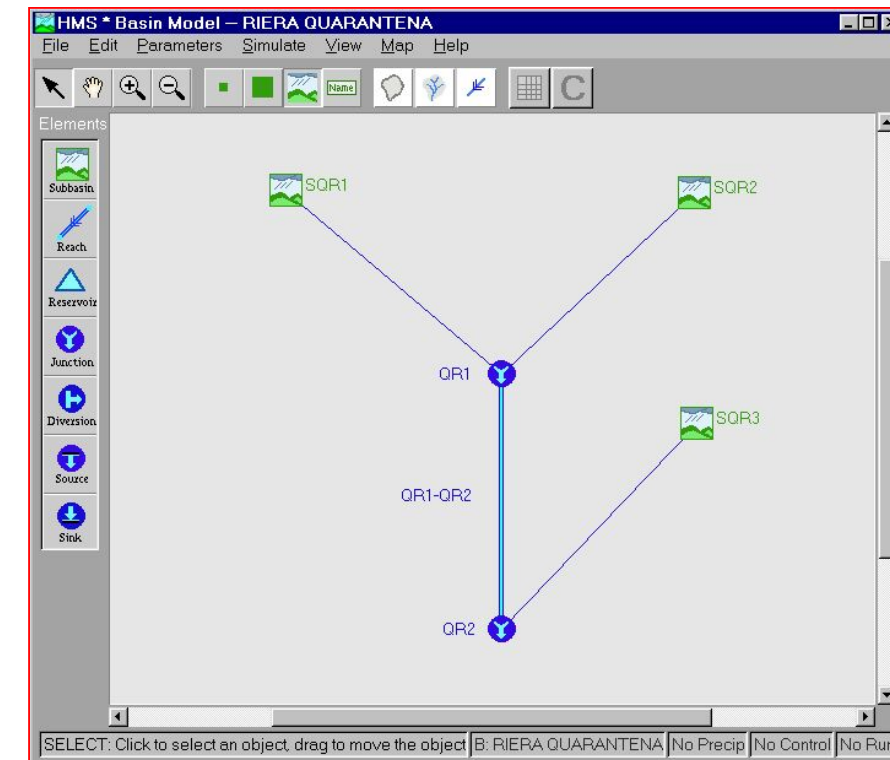 HMS * Basin Model – RIERA QUARANTENA
File Edit Parameters Simulate View Map Help
Name
C
Elements
Subbasin
Reach
Reservoir
Junction
Diversion
Source
Sink
SQR1
SQR2
QR1
SQR3
QR1-QR2
QR2
SELECT: Click to select an object, drag to move the object B: RIERA QUARANTENA No Precip No Control No Run